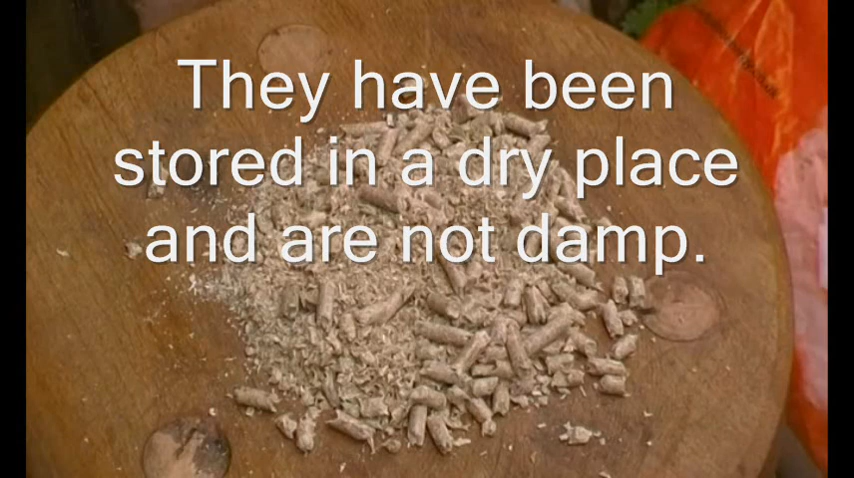 They have been
stored in a dry place
and are not damp.